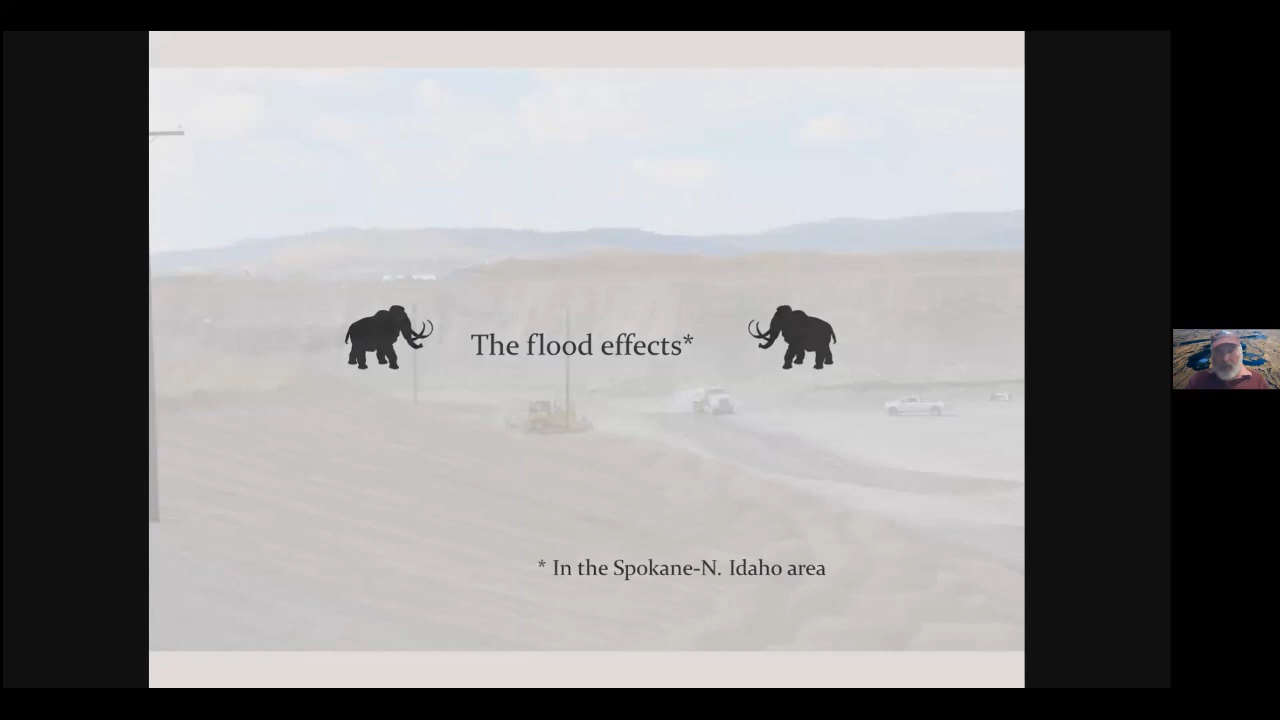 The flood effects*
* In the Spokane-N. Idaho area